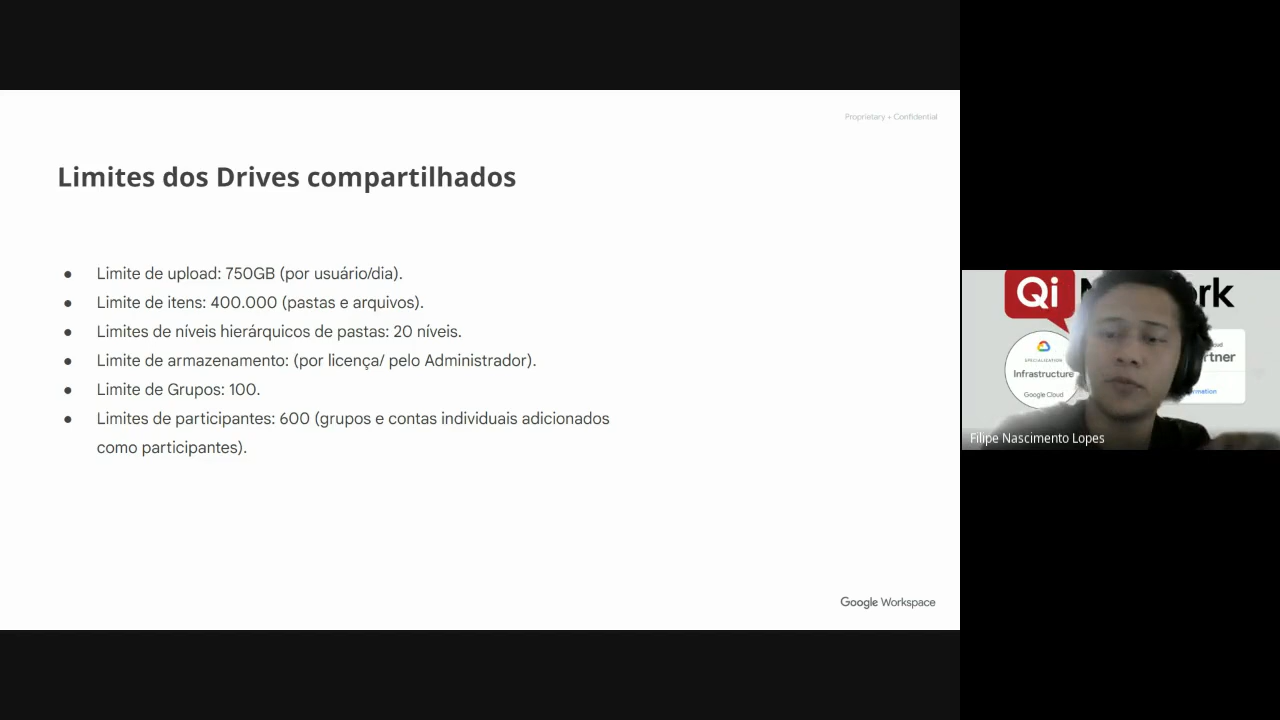 Proprietary + Confidential
Limites dos Drives compartilhados
● Limite de upload: 750GB (por usuário/dia).
● Limite de itens: 400.000 (pastas e arquivos).
● Limites de níveis hierárquicos de pastas: 20 níveis.
● Limite de armazenamento: (por licença/ pelo Administrador).
● Limite de Grupos: 100.
● Limites de participantes: 600 (grupos e contas individuais adicionados
como participantes).
Google Workspace
Qi
SPECIALIZATION
Infrastructure
Google Cloud
Filipe Nascimento Lopes